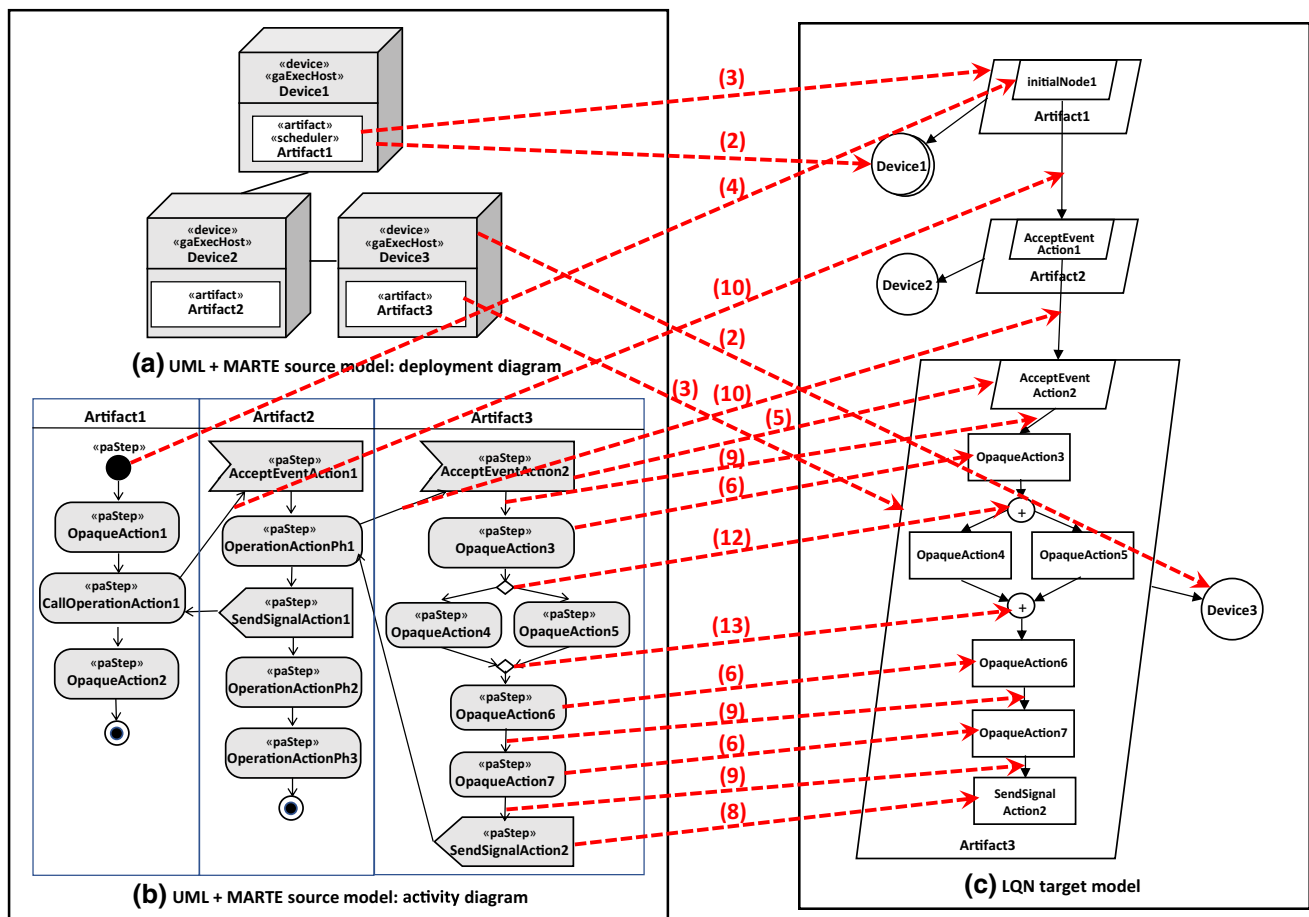 «device»
«gaExecHost»
Device1
«artifact»
«scheduler»
Artifact1
«device»
«gaExecHost»
Device2
«artifact»
Artifact2
«device»
«gaExecHost»
Device3
«artifact»
Artifact3
(a) UML + MARTE source model: deployment diagram
Artifact1
Artifact2
Artifact3
«paStep»
OpaqueAction1
«paStep»
CallOperationAction1
«paStep»
OpaqueAction2
«paStep»
«paStep»
AcceptEventAction1
«paStep»
OperationActionPh1
«paStep»
SendSignalAction1
«paStep»
OperationActionPh2
«paStep»
OperationActionPh3
«paStep»
AcceptEventAction2
«paStep»
OpaqueAction3
«paStep»
OpaqueAction4
«paStep»
OpaqueAction5
«paStep»
OpaqueAction6
«paStep»
OpaqueAction7
«paStep»
SendSignalAction2
(b) UML + MARTE source model: activity diagram
(3)
(2)
(4)
(10)
(2)
(3)
(10)
(5)
(9)
(6)
(12)
(13)
(6)
(9)
(6)
(9)
(8)
initialNode1
Artifact1
Device1
AcceptEvent
Action1
Artifact2
Device2
AcceptEvent
Action2
OpaqueAction3
+
OpaqueAction4
OpaqueAction5
+
Device3
OpaqueAction6
OpaqueAction7
SendSignal
Action2
Artifact3
(c) LQN target model